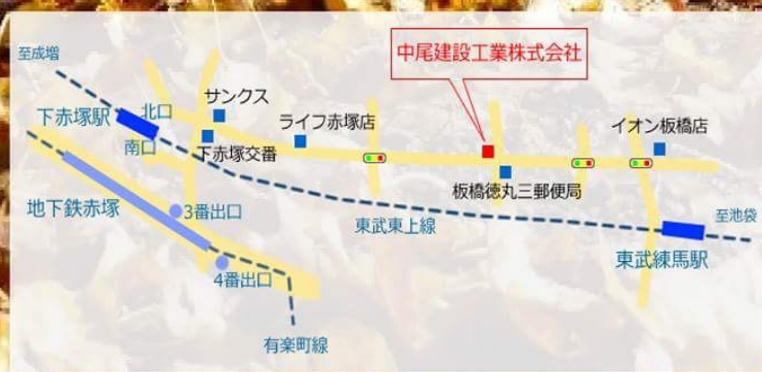 中尾建設工業株式会社
至成増
サンクス
北口
下赤塚駅
ライフ赤塚店
イオン板橋店
南口
下赤塚交番
板橋徳丸三郵便局
地下鉄赤塚
3番出口
東武東上線
至池袋
東武練馬駅
4番出口
有楽町線